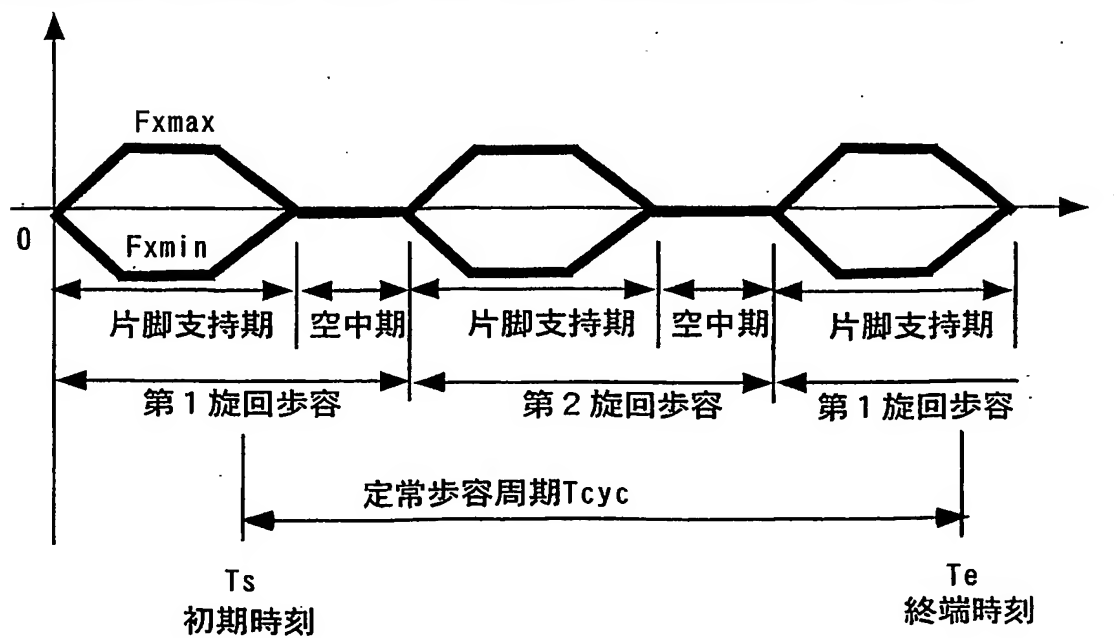 Fxmax
0
Fxmin
片脚支持期
空中期
片脚支持期
空中期
片脚支持期
第1旋回歩容
第2旋回歩容
第1旋回歩容
定常歩容周期Tcyc
Ts
初期時刻
Te
終端時刻